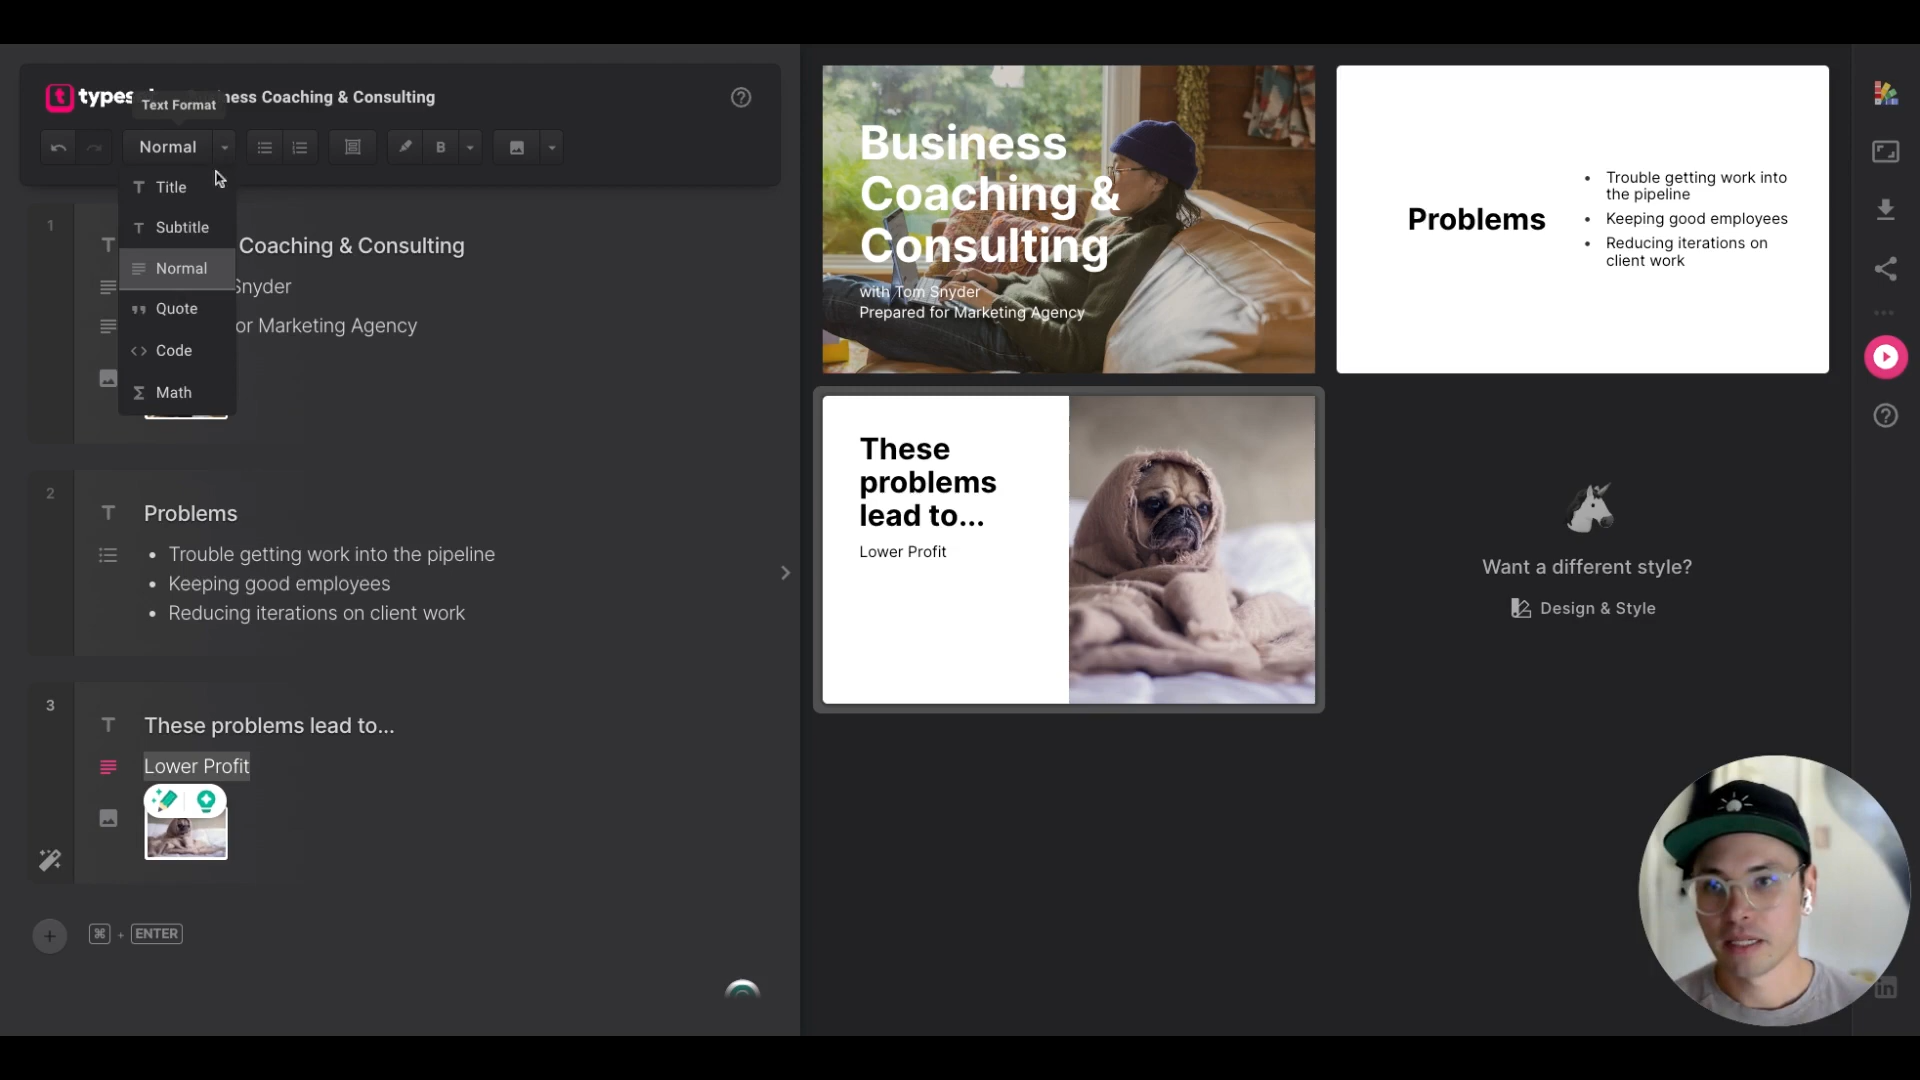 types
Text Format
ness Coaching & Consulting
Normal
B
Title
Subtitle
Normal
Quote
Code
Math
1
Coaching & Consulting
Snyder
or Marketing Agency
2
Problems
• Trouble getting work into the pipeline
• Keeping good employees
• Reducing iterations on client work
3
These problems lead to...
Lower Profit
⌘ + ENTER
Business
Coaching &
Consulting
with Tom Snyder
Prepared for Marketing Agency
Problems
• Trouble getting work into
the pipeline
• Keeping good employees
• Reducing iterations on
client work
These
problems
lead to...
Lower Profit
Want a different style?
Design & Style
in